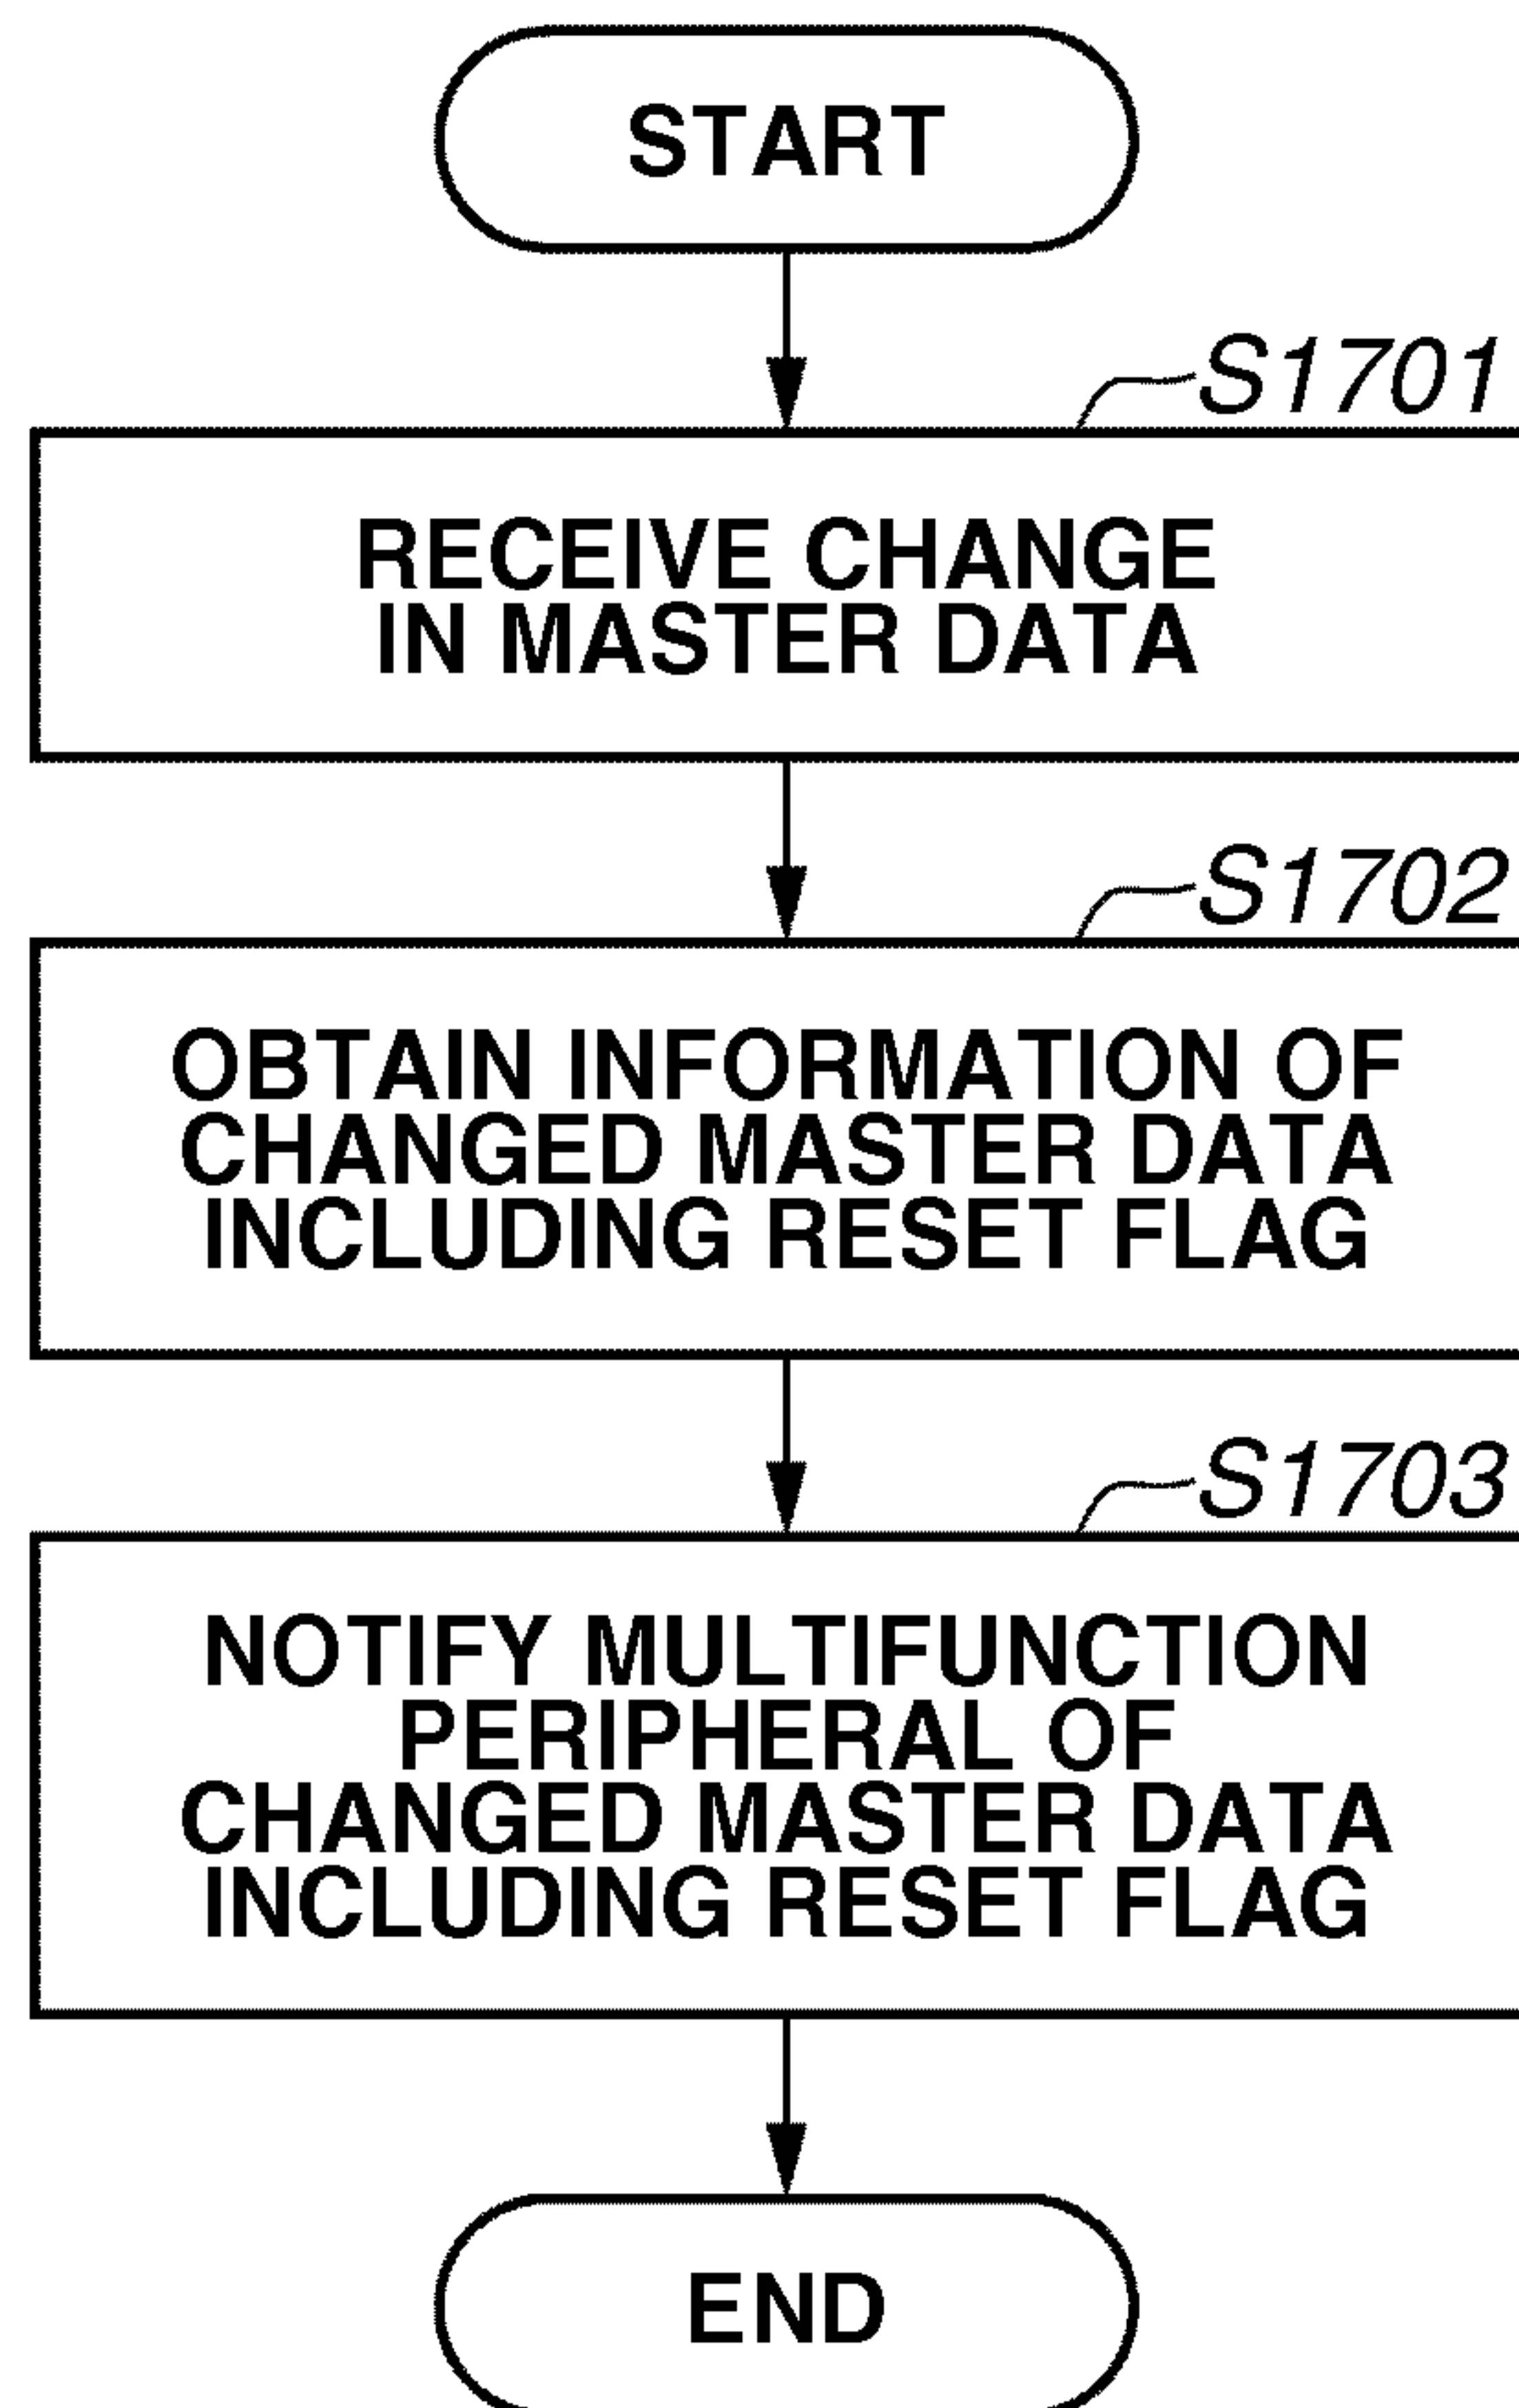 START
S1701
RECEIVE CHANGE
IN MASTER DATA
S1702
OBTAIN INFORMATION OF
CHANGED MASTER DATA
INCLUDING RESET FLAG
S1703
NOTIFY MULTIFUNCTION
PERIPHERAL OF
CHANGED MASTER DATA
INCLUDING RESET FLAG
END